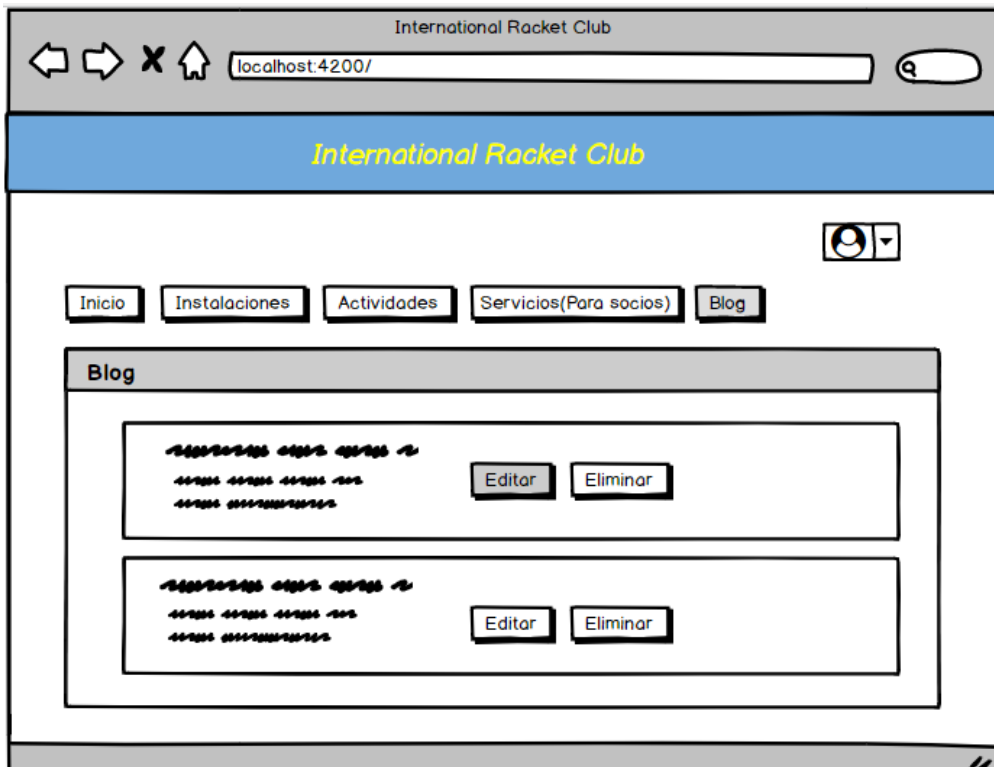 International Racket Club
localhost:4200/
International Racket Club
Inicio Instalaciones Actividades Servicios(Para socios) Blog
Blog
Editar Eliminar
Editar Eliminar